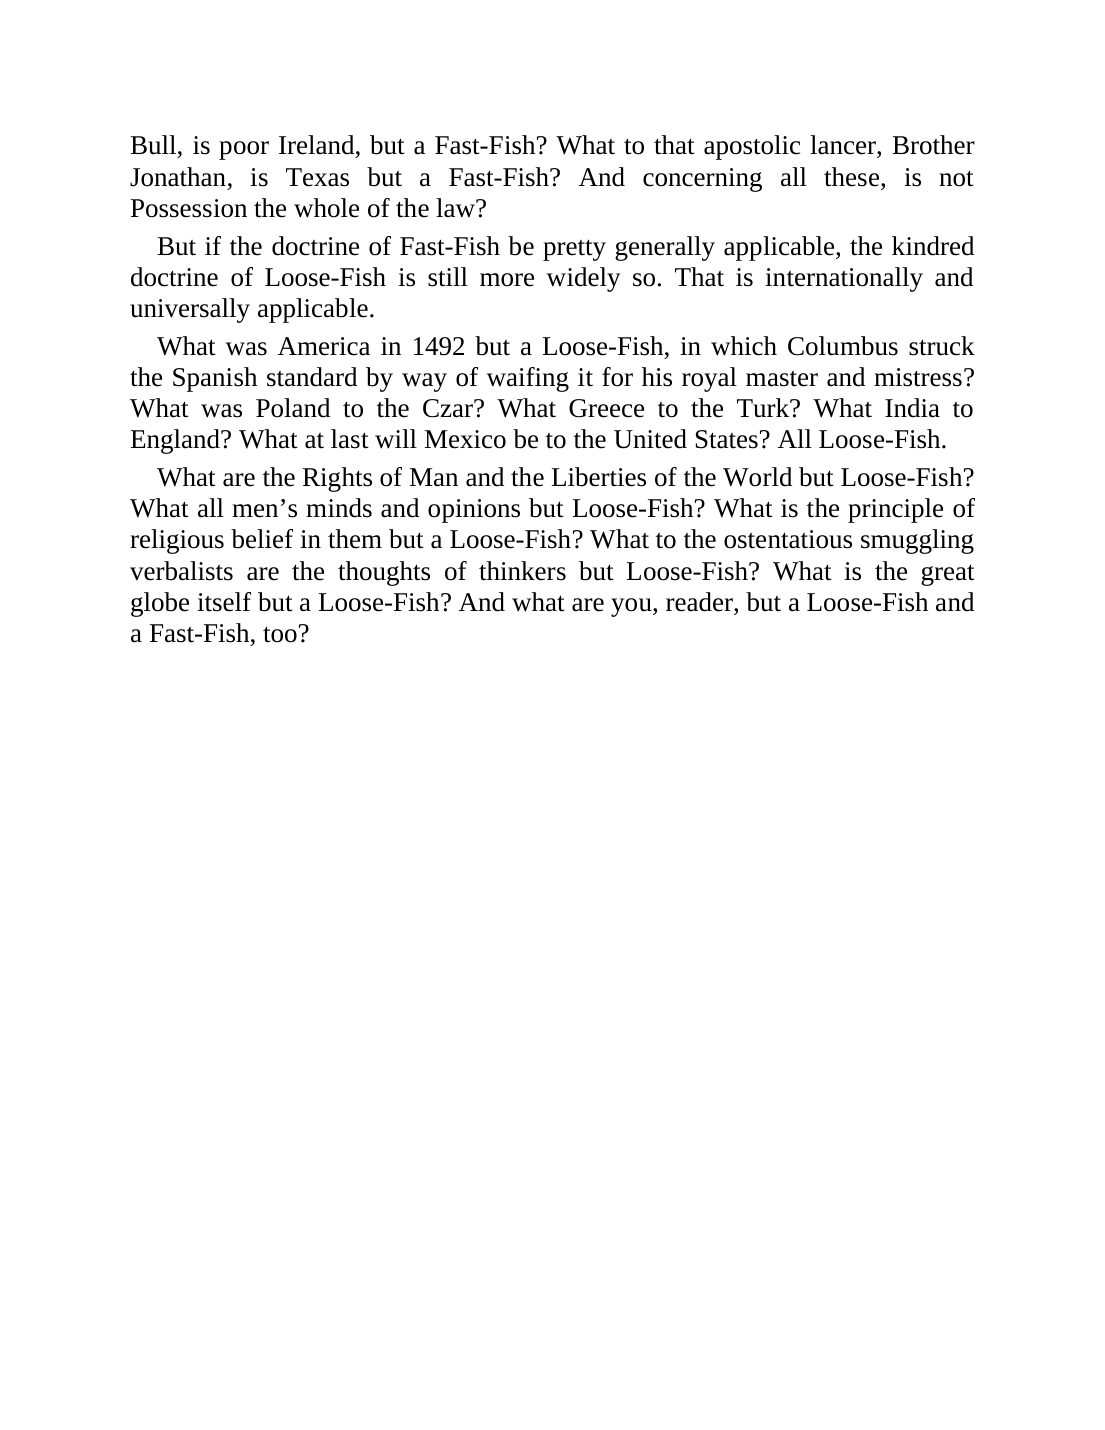 Bull, is poor Ireland, but a Fast-Fish? What to that apostolic lancer, Brother
Jonathan, is Texas but a Fast-Fish? And concerning all these, is not
Possession the whole of the law?
But if the doctrine of Fast-Fish be pretty generally applicable, the kindred
doctrine of Loose-Fish is still more widely so. That is internationally and
universally applicable.
What was America in 1492 but a Loose-Fish, in which Columbus struck
the Spanish standard by way of waifing it for his royal master and mistress?
What was Poland to the Czar? What Greece to the Turk? What India to
England? What at last will Mexico be to the United States? All Loose-Fish.
What are the Rights of Man and the Liberties of the World but Loose-Fish?
What all men’s minds and opinions but Loose-Fish? What is the principle of
religious belief in them but a Loose-Fish? What to the ostentatious smuggling
verbalists are the thoughts of thinkers but Loose-Fish? What is the great
globe itself but a Loose-Fish? And what are you, reader, but a Loose-Fish and
a Fast-Fish, too?